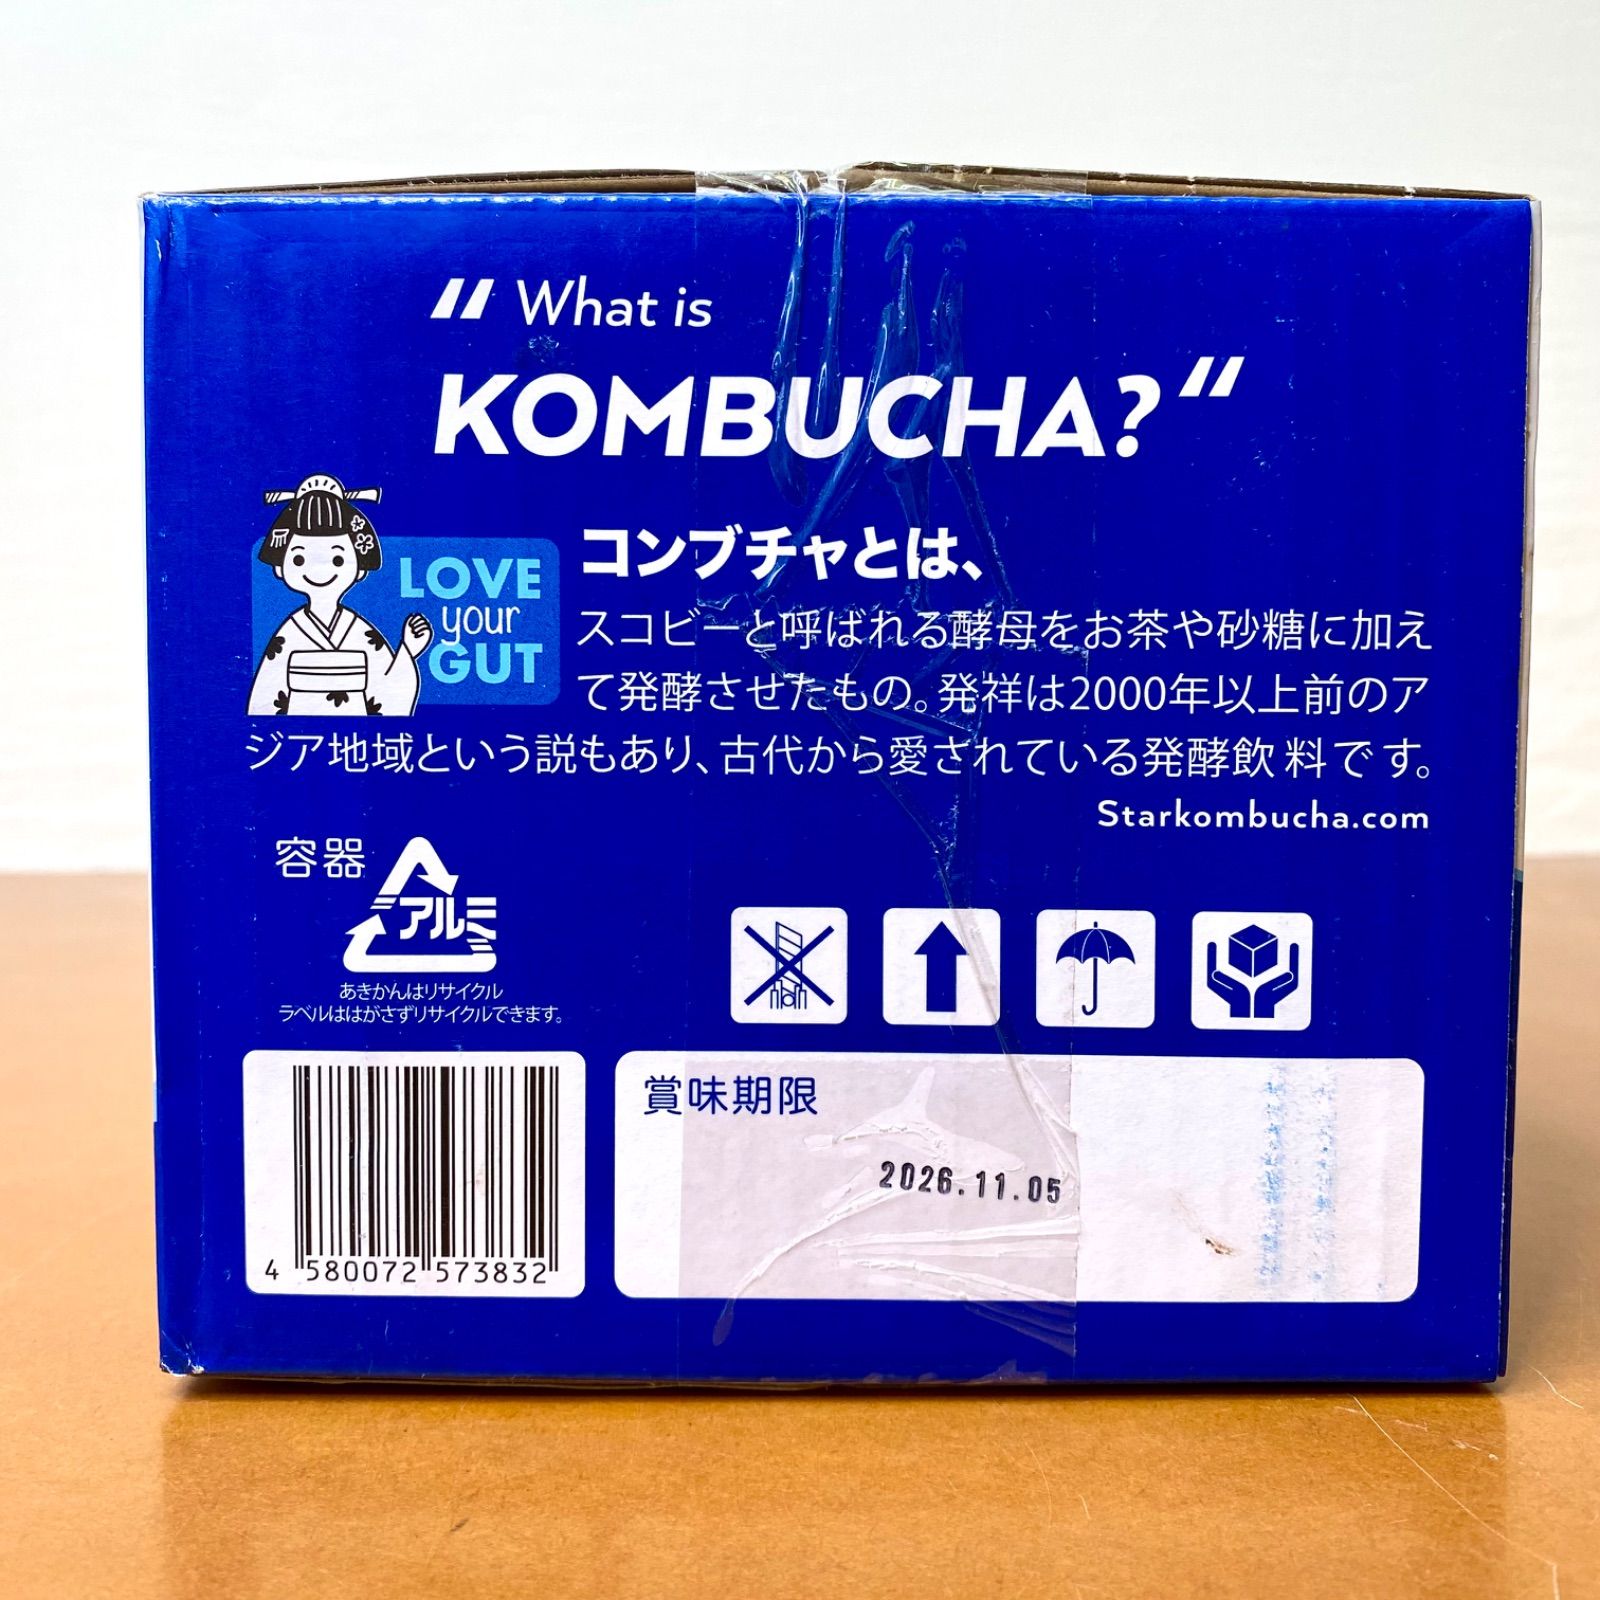 “ What is
KOMBUCHA? “
LOVE
your
GUT
コンブチャとは、
スコビーと呼ばれる酵母をお茶や砂糖に加え
て発酵させたもの。発祥は2000年以上前のア
ジア地域という説もあり、古代から愛されている発酵飲料です。
Starkombucha.com
容器
アルミ
あきかんはリサイクル
ラベルははがさずリサイクルできます。
4 580072 573832
賞味期限
2026.11.05